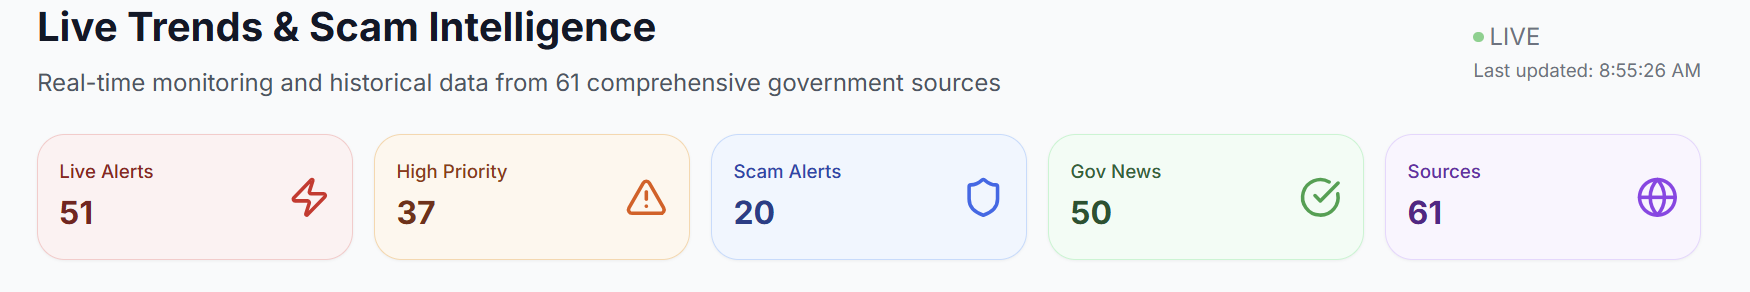 Live Trends & Scam Intelligence
LIVE
Real-time monitoring and historical data from 61 comprehensive government sources
Last updated: 8:55:26 AM
Live Alerts
51
High Priority
37
Scam Alerts
20
Gov News
50
Sources
61